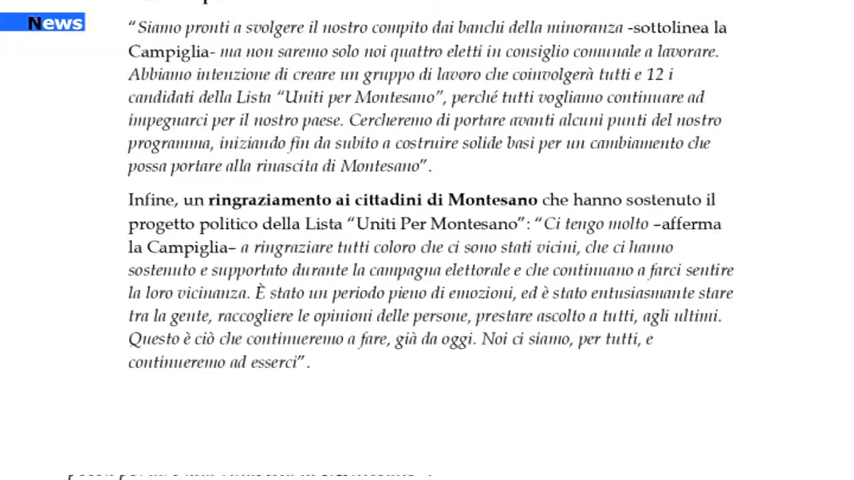 News
“Siamo pronti a svolgere il nostro compito dai banchi della minoranza -sottolinea la
Campiglia- ma non saremo solo noi quattro eletti in consiglio comunale a lavorare.
Abbiamo intenzione di creare un gruppo di lavoro che coinvolgerà tutti e 12 i
candidati della Lista “Uniti per Montesano”, perché tutti vogliamo continuare ad
impegnarci per il nostro paese. Cercheremo di portare avanti alcuni punti del nostro
programma, iniziando fin da subito a costruire solide basi per un cambiamento che
possa portare alla rinascita di Montesano”.
Infine, un ringraziamento ai cittadini di Montesano che hanno sostenuto il
progetto politico della Lista “Uniti Per Montesano”: “Ci tengo molto –afferma
la Campiglia– a ringraziare tutti coloro che ci sono stati vicini, che ci hanno
sostenuto e supportato durante la campagna elettorale e che continuano a farci sentire
la loro vicinanza. È stato un periodo pieno di emozioni, ed è stato entusiasmante stare
tra la gente, raccogliere le opinioni delle persone, prestare ascolto a tutti, agli ultimi.
Questo è ciò che continueremo a fare, già da oggi. Noi ci siamo, per tutti, e
continueremo ad esserci”.